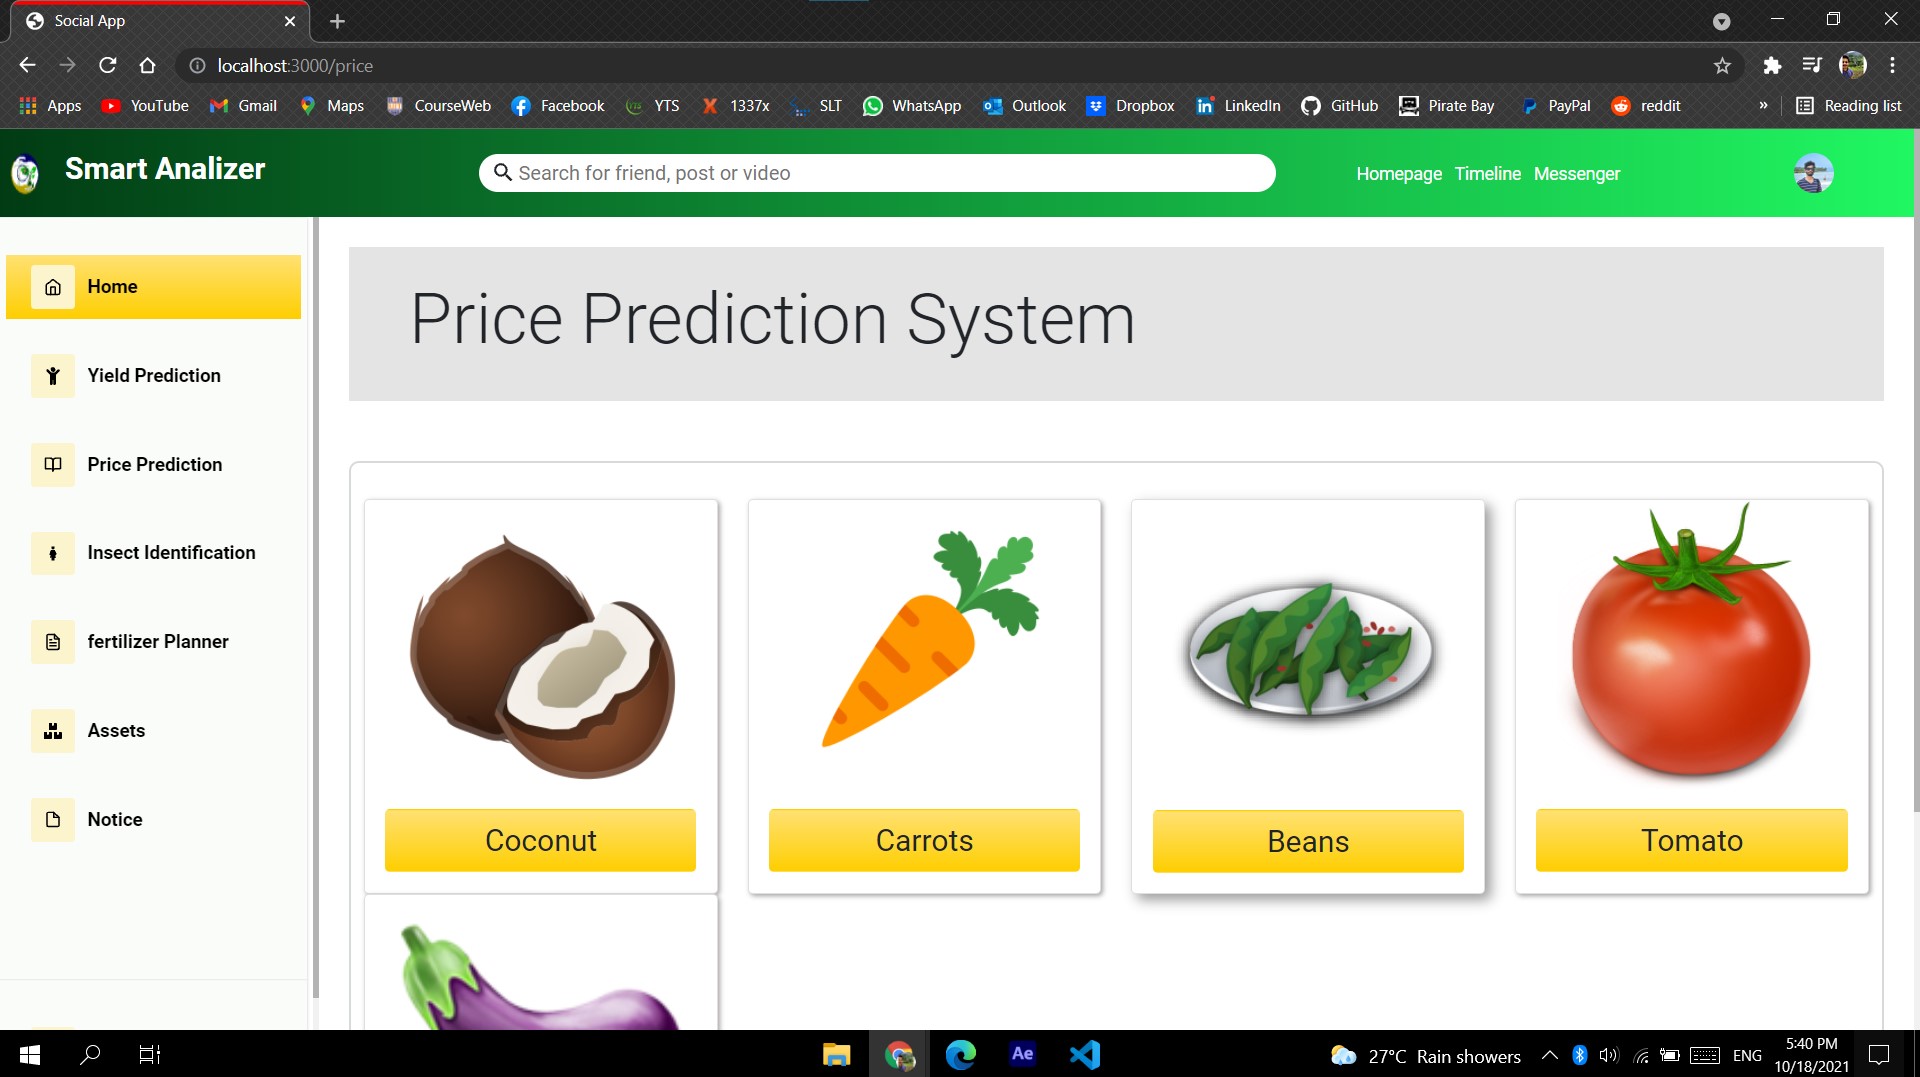 Social App
localhost:3000/price
Apps YouTube Gmail Maps CourseWeb Facebook YTS 1337x SLT WhatsApp Outlook Dropbox LinkedIn GitHub Pirate Bay PayPal reddit » Reading list
Smart Analizer
Search for friend, post or video
Homepage Timeline Messenger
Home
Yield Prediction
Price Prediction
Insect Identification
fertilizer Planner
Assets
Notice
Price Prediction System
Coconut
Carrots
Beans
Tomato
Ae
27°C Rain showers
ENG
5:40 PM
10/18/2021